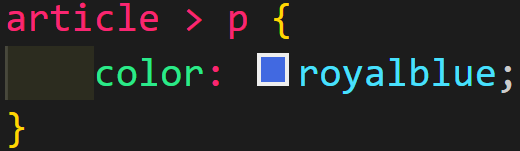 article > p {
    color: royalblue;
}